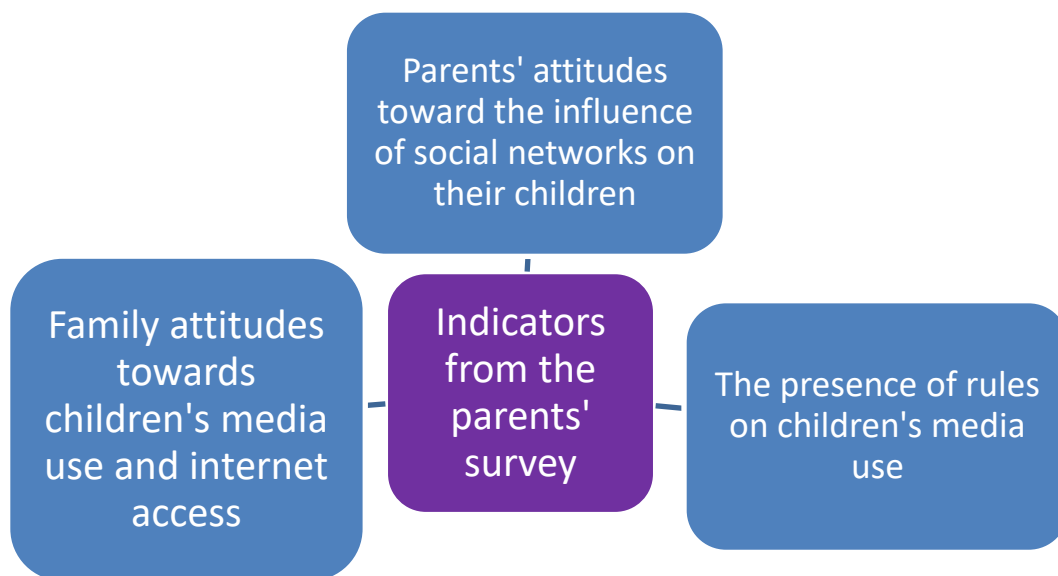 Parents' attitudes
toward the influence
of social networks on
their children
Family attitudes
towards
children's media
use and internet
access
Indicators
from the
parents'
survey
The presence of rules
on children's media
use